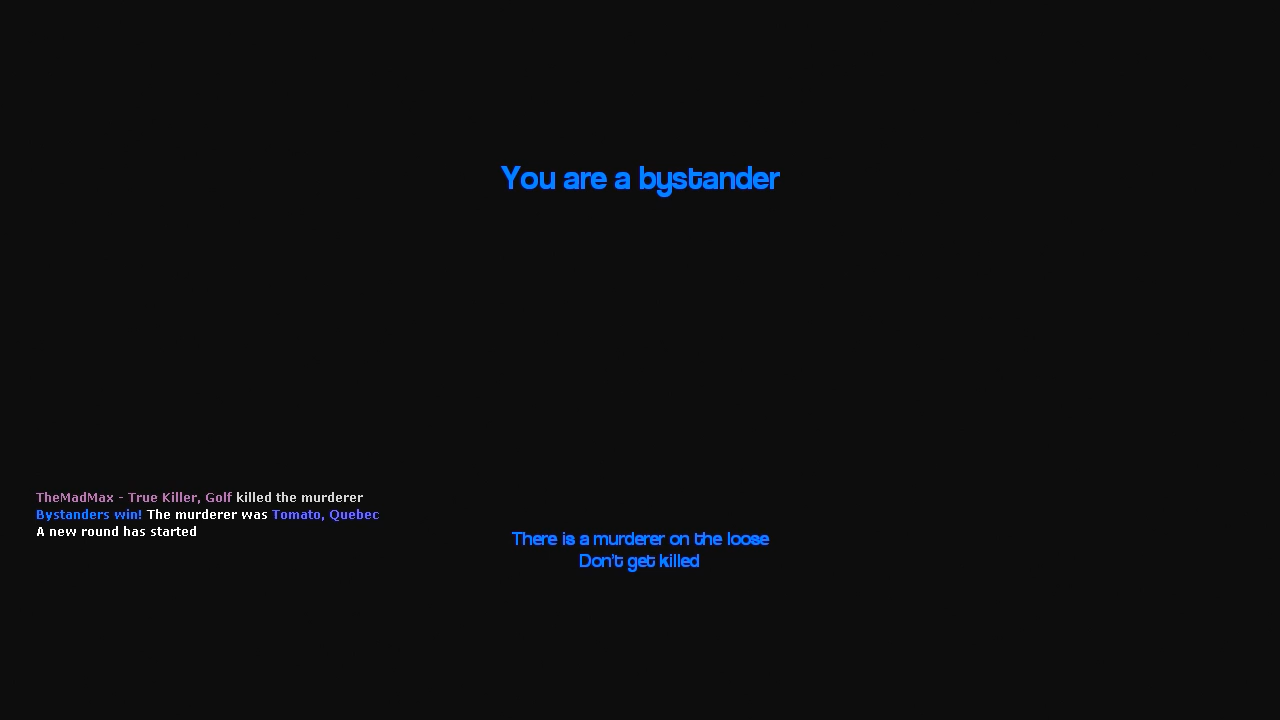 You are a bystander
TheMadMax - True Killer, Golf killed the murderer
Bystanders win! The murderer was Tomato, Quebec
A new round has started
There is a murderer on the loose
Don't get killed